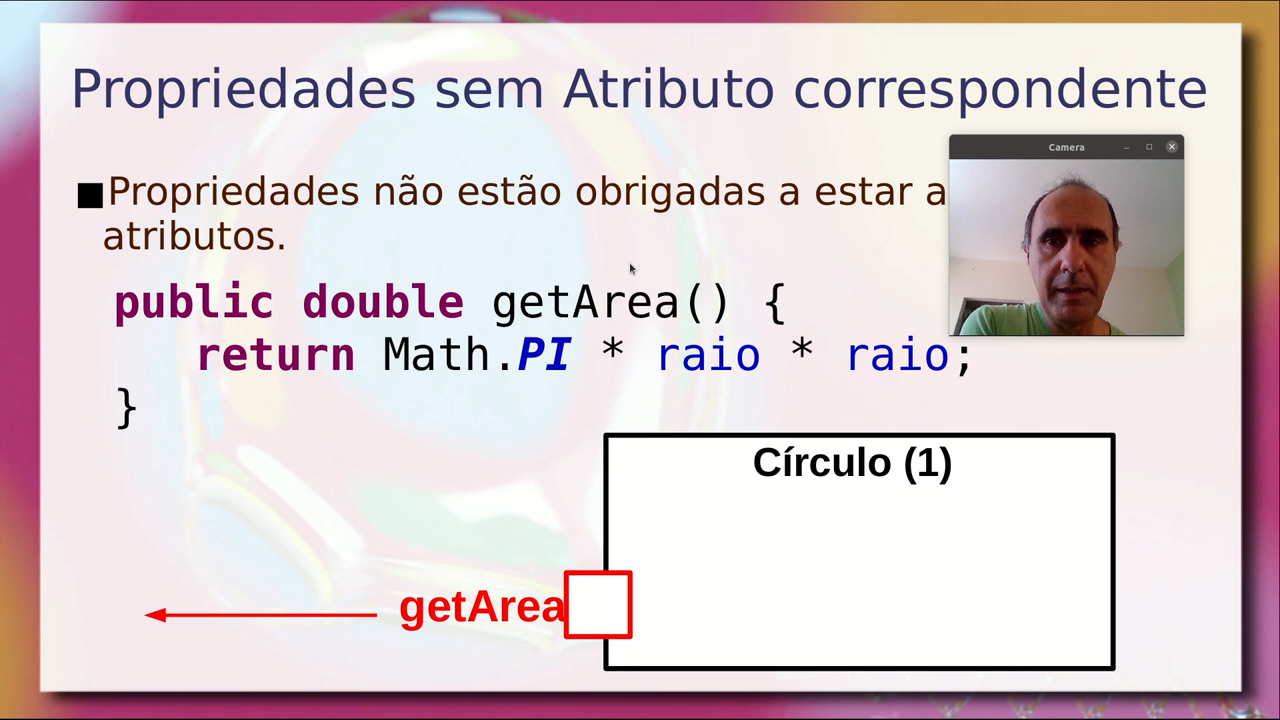 Propriedades sem Atributo correspondente
Camera
Propriedades não estão obrigadas a estar
atributos.
public double getArea() {
return Math.PI * raio * raio;
}
Círculo (1)
getArea